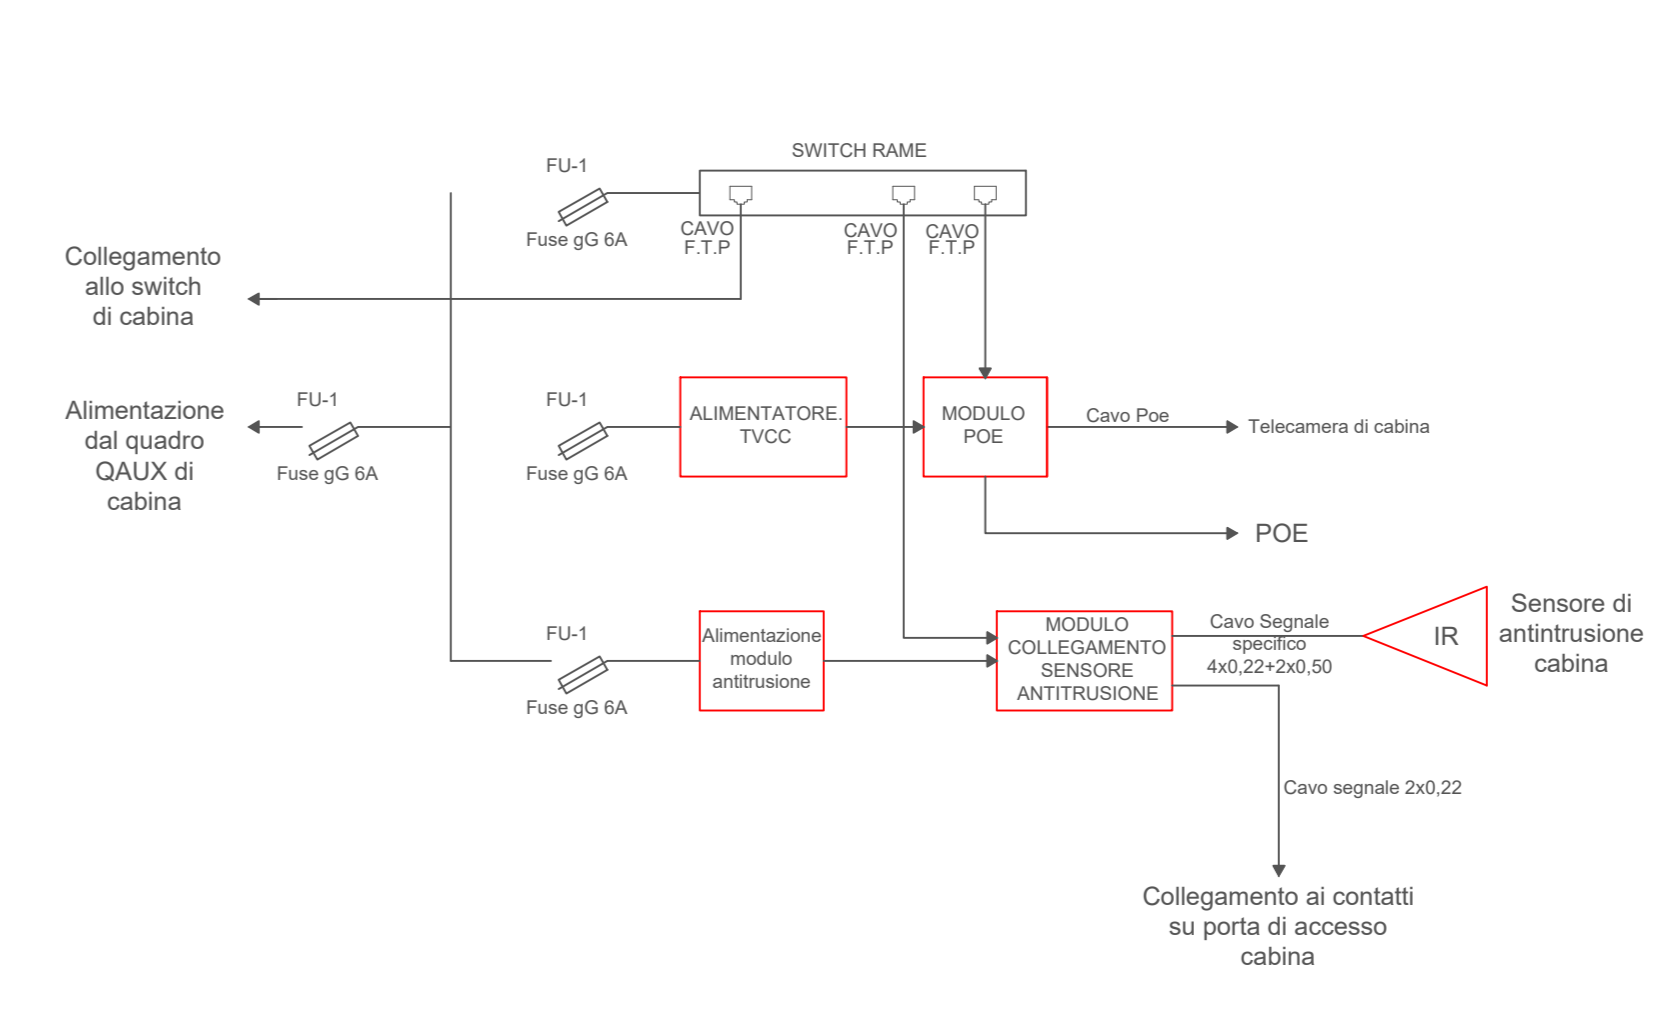 SWITCH RAME
FU-1
Fuse gG 6A
CAVO
F.T.P
CAVO
F.T.P
CAVO
F.T.P
Collegamento
allo switch
di cabina
Alimentazione
dal quadro
QAUX di
cabina
FU-1
Fuse gG 6A
FU-1
Fuse gG 6A
ALIMENTATORE.
TVCC
MODULO
POE
Cavo Poe
Telecamera di cabina
POE
FU-1
Fuse gG 6A
Alimentazione
modulo
antitrusione
MODULO
COLLEGAMENTO
SENSORE
ANTITRUSIONE
Cavo Segnale
specifico
4x0,22+2x0,50
IR
Sensore di
antintrusione
cabina
Cavo segnale 2x0,22
Collegamento ai contatti
su porta di accesso
cabina